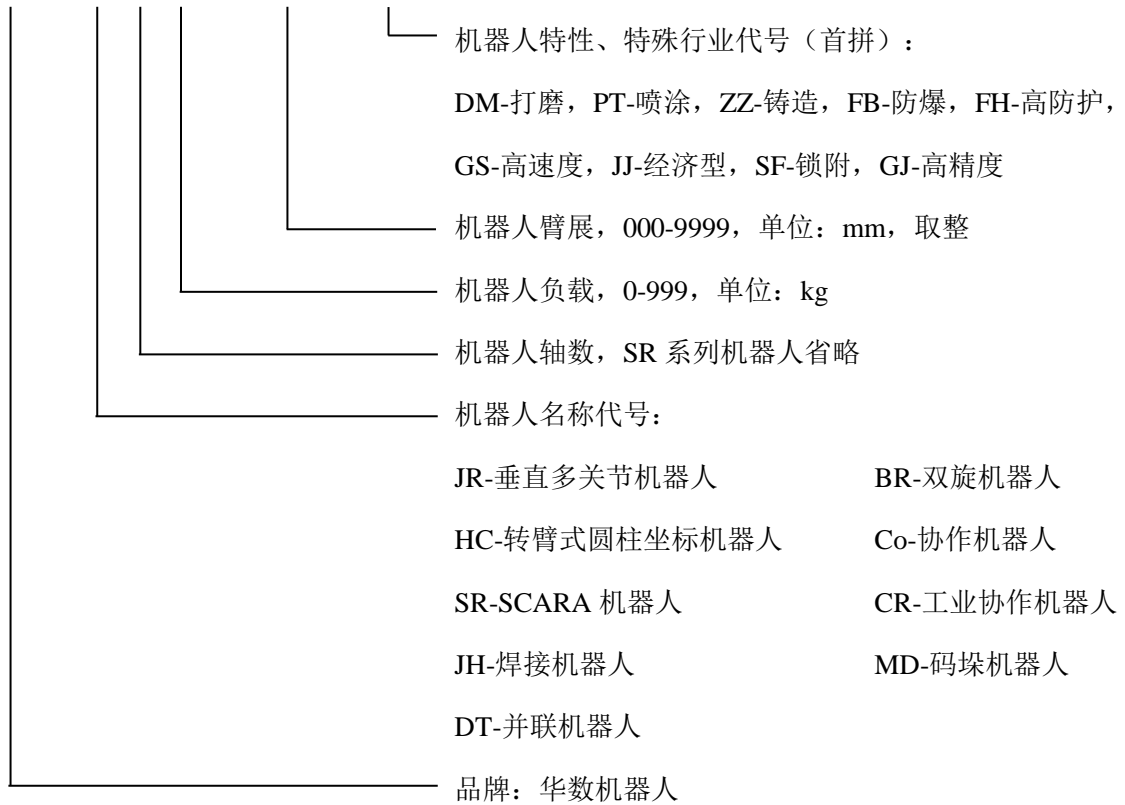 机器人特性、特殊行业代号（首拼）：
DM-打磨，PT-喷涂，ZZ-铸造，FB-防爆，FH-高防护，
GS-高速度，JJ-经济型，SF-锁附，GJ-高精度
机器人臂展，000-9999，单位：mm，取整
机器人负载，0-999，单位：kg
机器人轴数，SR 系列机器人省略
机器人名称代号：
JR-垂直多关节机器人 BR-双旋机器人
HC-转臂式圆柱坐标机器人 Co-协作机器人
SR-SCARA 机器人 CR-工业协作机器人
JH-焊接机器人 MD-码垛机器人
DT-并联机器人
品牌：华数机器人